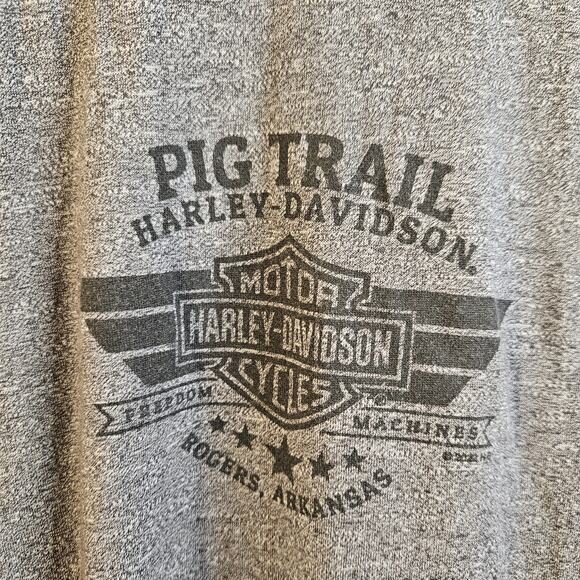 PIG TRAIL
HARLEY-DAVIDSON®
MOTOR
HARLEY-DAVIDSON
CYCLES
®
FREEDOM MACHINES
ROGERS, ARKANSAS